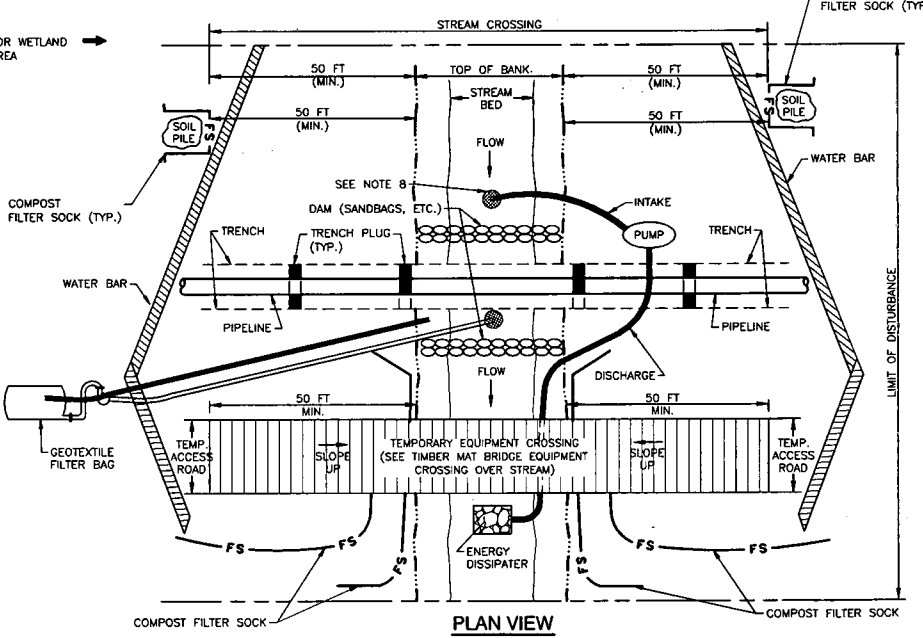 FILTER SOCK (TYP
STREAM CROSSING
OR WETLAND
REA
50 FT
(MIN.)
TOP OF BANK.
50 FT
(MIN.)
STREAM
BED
50 FT
(MIN.)
50 FT
(MIN.)
SOIL
PILE
FS
FS
SOIL
PILE
FLOW
WATER BAR
SEE NOTE 8
INTAKE
COMPOST
FILTER SOCK (TYP.)
DAM (SANDBAGS, ETC.)
PUMP
TRENCH
TRENCH PLUG
(TYP.)
TRENCH
WATER BAR
PIPELINE
PIPELINE
LIMIT OF DISTURBANCE
FLOW
DISCHARGE
50 FT
MIN.
50 FT
MIN.
GEOTEXTILE
FILTER BAG
TEMP.
ACCESS
ROAD
SLOPE
UP
TEMPORARY EQUIPMENT CROSSING
(SEE TIMBER MAT BRIDGE EQUIPMENT
CROSSING OVER STREAM)
SLOPE
UP
TEMP.
ACCESS
ROAD
ENERGY
DISSIPATER
FS
FS
FS
FS
FS
FS
COMPOST FILTER SOCK
COMPOST FILTER SOCK
PLAN VIEW